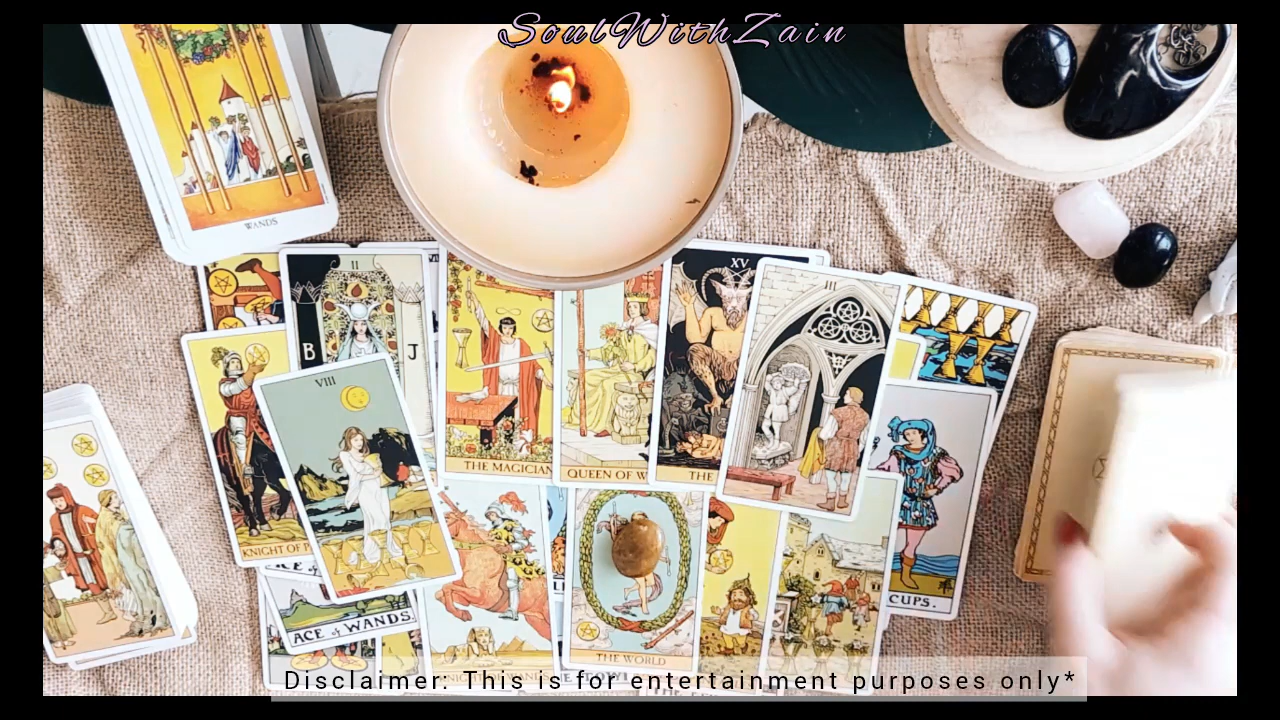 SoulWithZain
WANDS
II
B J
XV
III
VIII
THE MAGICIAN
QUEEN OF W
THE
KNIGHT OF P
ACE of WANDS.
CUPS.
THE WORLD
Disclaimer: This is for entertainment purposes only*